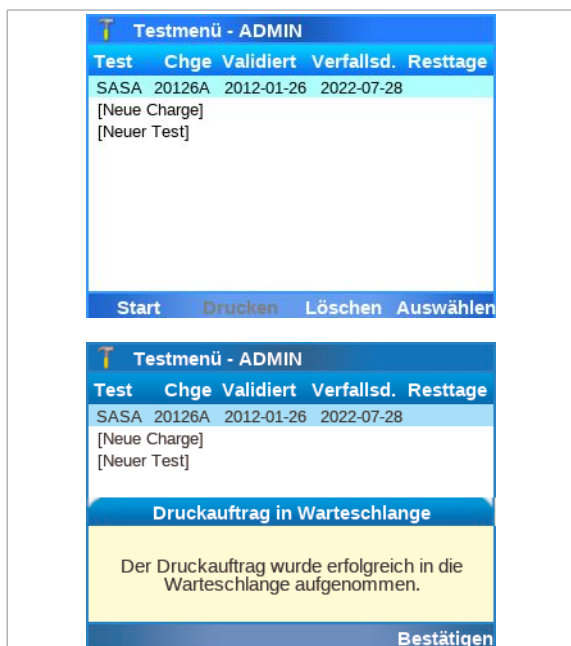 Testmenü - ADMIN
Test Chge Validiert Verfallsd. Resttage
SASA 20126A 2012-01-26 2022-07-28
[Neue Charge]
[Neuer Test]
Start Drucken Löschen Auswählen
Testmenü - ADMIN
Test Chge Validiert Verfallsd. Resttage
SASA 20126A 2012-01-26 2022-07-28
[Neue Charge]
[Neuer Test]
Druckauftrag in Warteschlange
Der Druckauftrag wurde erfolgreich in die
Warteschlange aufgenommen.
Bestätigen